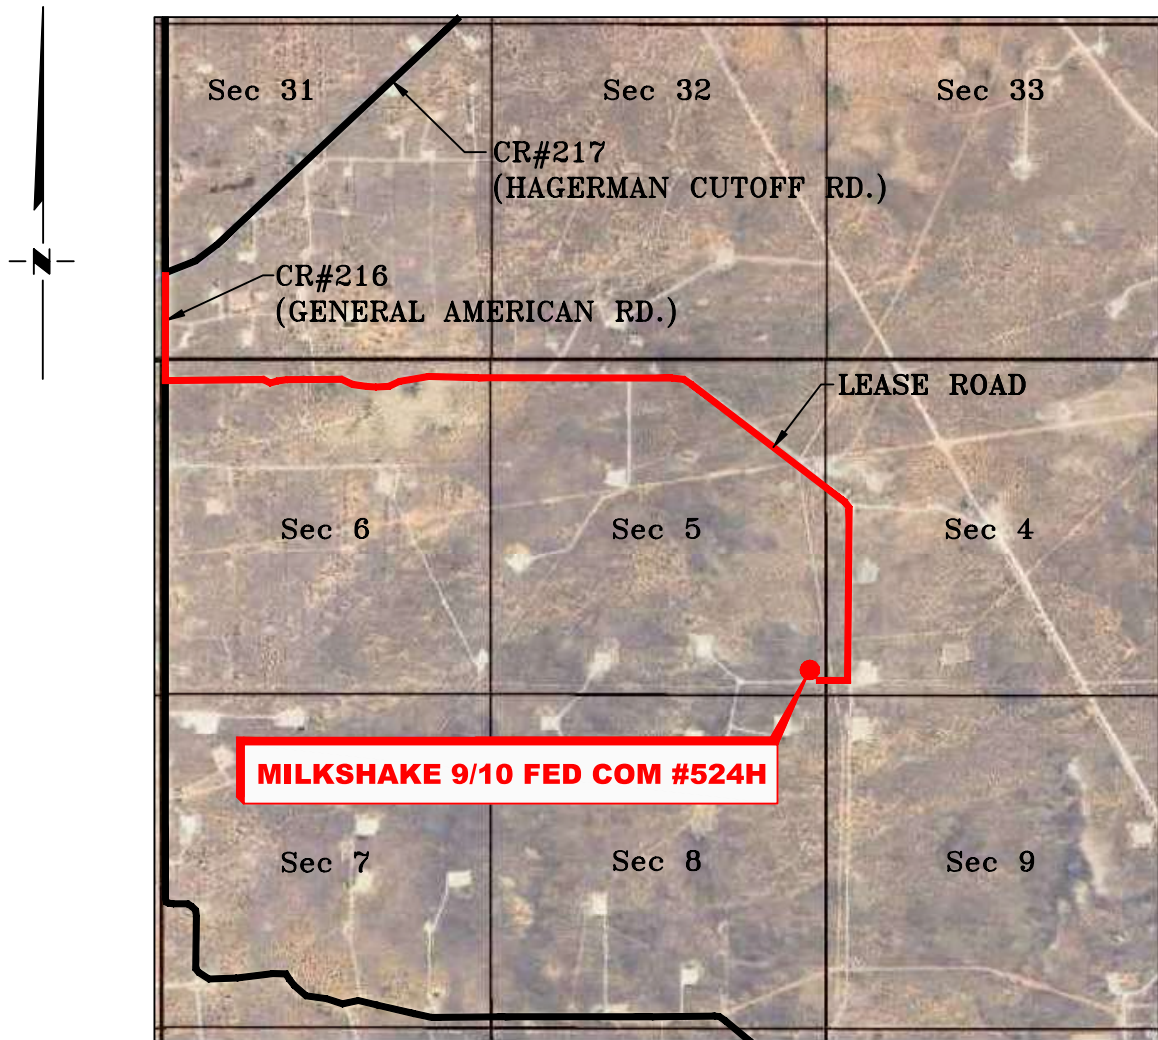 Sec 31
Sec 32
Sec 33
CR#217
(HAGERMAN CUTOFF RD.)
N
CR#216
(GENERAL AMERICAN RD.)
LEASE ROAD
Sec 6
Sec 5
Sec 4
MILKSHAKE 9/10 FED COM #524H
Sec 7
Sec 8
Sec 9